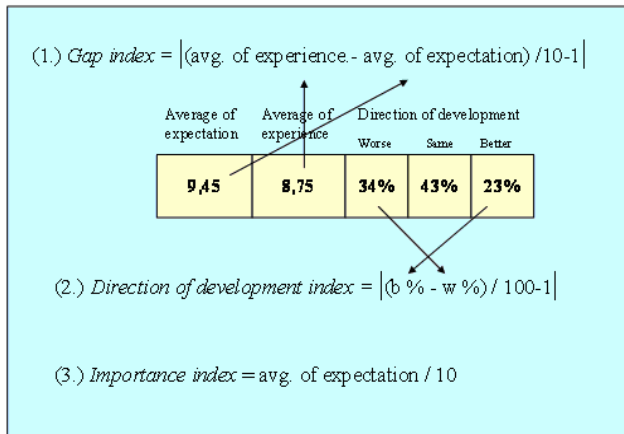 (1.) Gap index = |(avg. of experience.- avg. of expectation) /10-1|
Average of Average of Direction of development
expectation experience Worse Same Better
9,45 8,75 34% 43% 23%
(2.) Direction of development index = |(b % - w %) / 100-1|
(3.) Importance index = avg. of expectation / 10